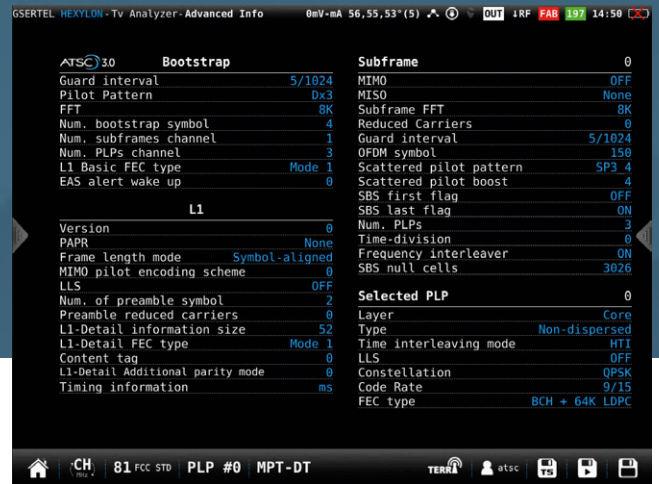 GSERTEL HEXYLON-Tv Analyzer-Advanced Info 0mV-mA 56,55,53°(5) OUT ↓RF FAB 197 14:50
ATSC 3.0 Bootstrap
Guard interval 5/1024
Pilot Pattern Dx3
FFT 8K
Num. bootstrap symbol 4
Num. subframes channel 1
Num. PLPs channel 3
L1 Basic FEC type Mode 1
EAS alert wake up 0
L1
Version 0
PAPR None
Frame length mode Symbol-aligned
MIMO pilot encoding scheme 0
LLS OFF
Num. of preamble symbol 2
Preamble reduced carriers 0
L1-Detail information size 52
L1-Detail FEC type Mode 1
Content tag 0
L1-Detail Additional parity mode 0
Timing information ms
Subframe 0
MIMO OFF
MISO None
Subframe FFT 8K
Reduced Carriers 0
Guard interval 5/1024
OFDM symbol 150
Scattered pilot pattern SP3_4
Scattered pilot boost 4
SBS first flag OFF
SBS last flag ON
Num. PLPs 3
Time-division 0
Frequency interleaver ON
SBS null cells 3026
Selected PLP 0
Layer Core
Type Non-dispersed
Time interleaving mode HTI
LLS OFF
Constellation QPSK
Code Rate 9/15
FEC type BCH + 64K LDPC
CH MHz 81 FCC STD PLP #0 MPT-DT TERR atsc TS